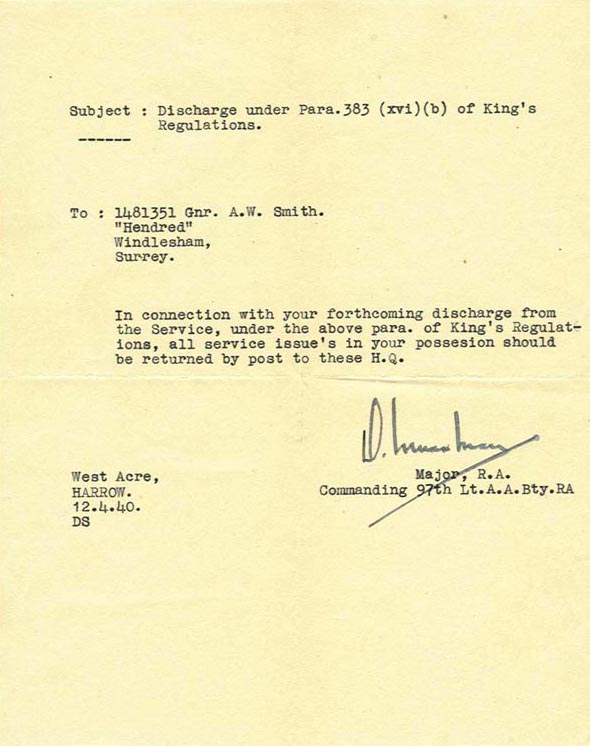 Subject : Discharge under Para.383 (xvi)(b) of King's
Regulations.
To : 1481351 Gnr. A.W. Smith.
"Hendred"
Windlesham,
Surrey.
In connection with your forthcoming discharge from
the Service, under the above para. of King's Regulat-
ions, all service issue's in your possesion should
be returned by post to these H.Q.
D.
Major, R.A.
Commanding 97th Lt.A.A.Bty.RA
West Acre,
HARROW.
12.4.40.
DS